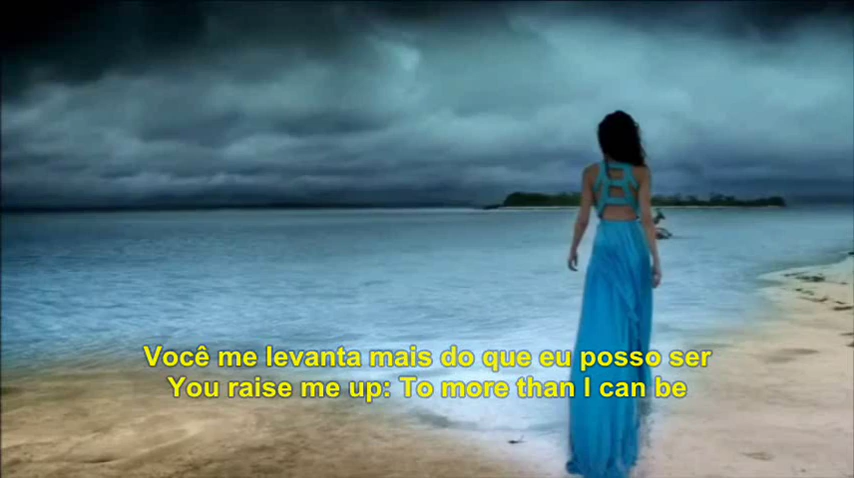 Você me levanta mais do que eu posso ser
You raise me up: To more than I can be